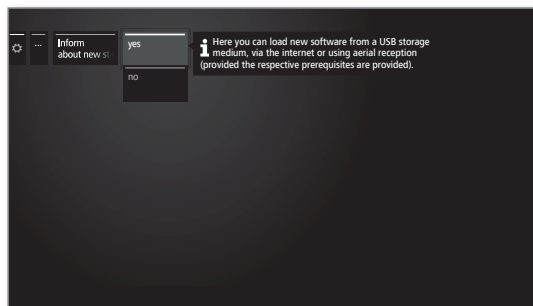 ...
Inform
about new st
yes
no
Here you can load new software from a USB storage
medium, via the internet or using aerial reception
(provided the respective prerequisites are provided).